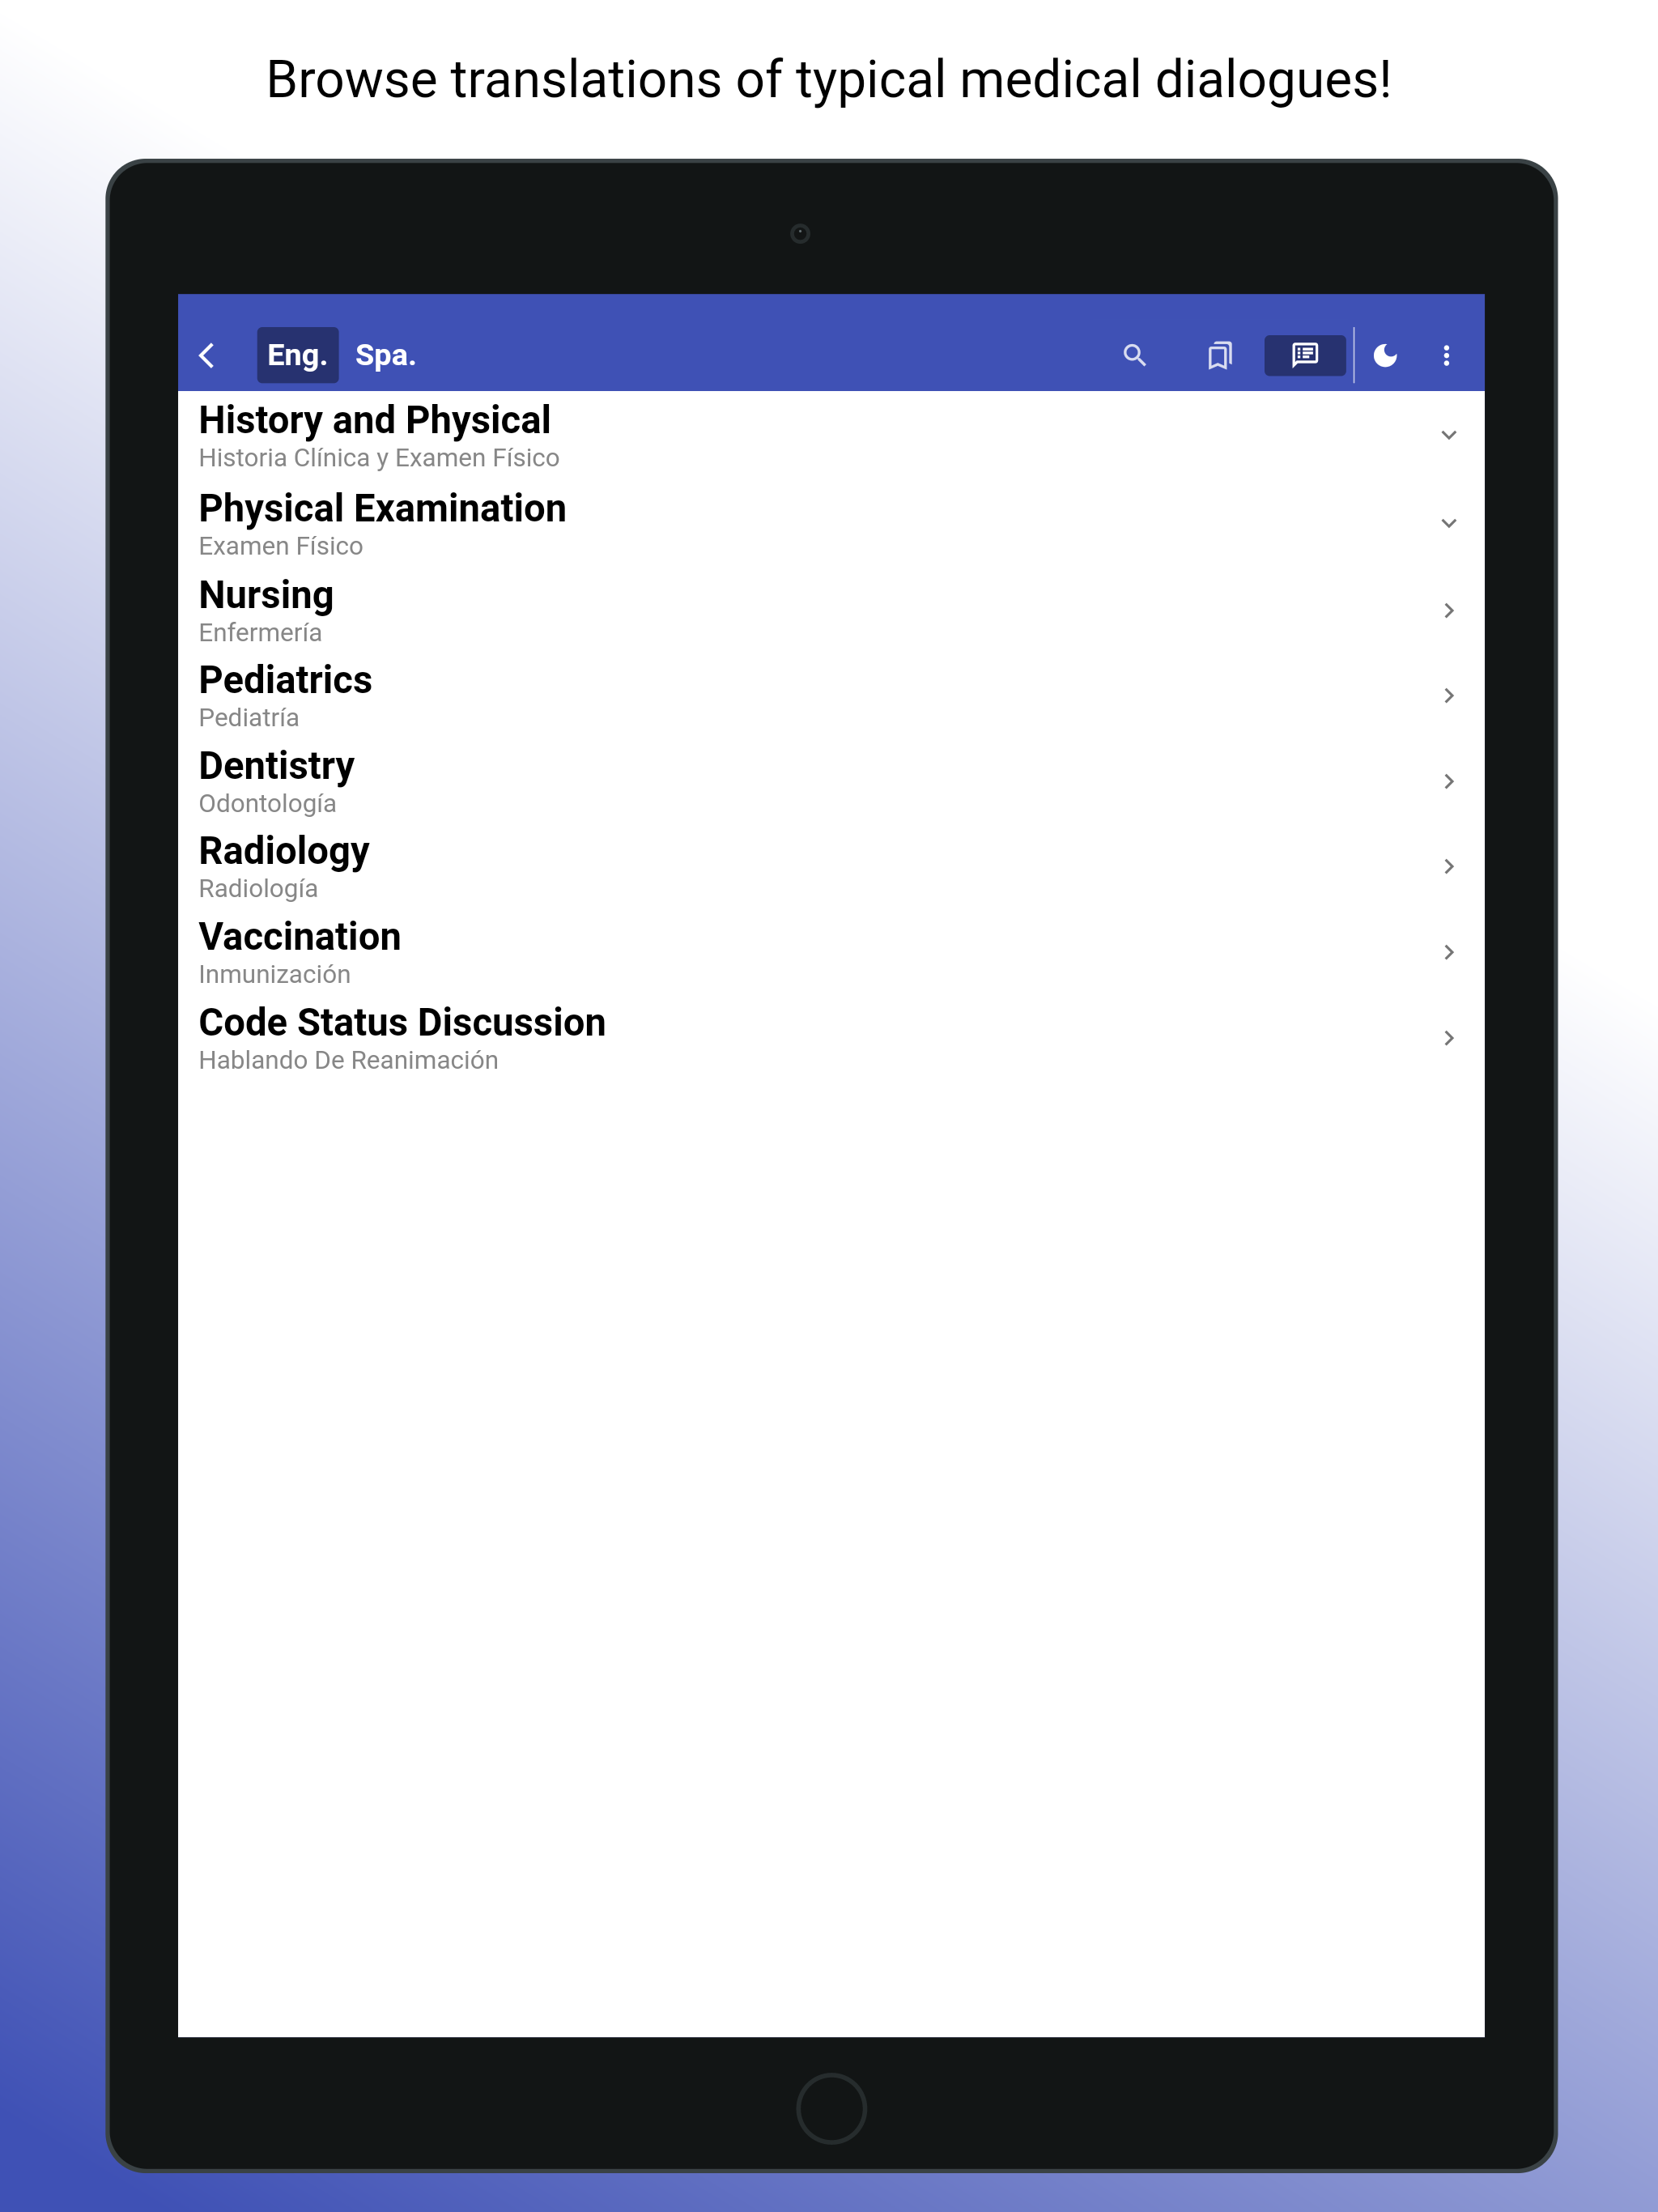 Browse translations of typical medical dialogues!
Eng. Spa.
History and Physical
Historia Clínica y Examen Físico
Physical Examination
Examen Físico
Nursing
Enfermería
Pediatrics
Pediatría
Dentistry
Odontología
Radiology
Radiología
Vaccination
Inmunización
Code Status Discussion
Hablando De Reanimación